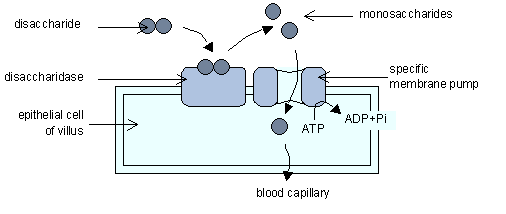 disaccharide
monosaccharides
disaccharidase
specific
membrane pump
epithelial cell
of villus
ATP
ADP+Pi
blood capillary